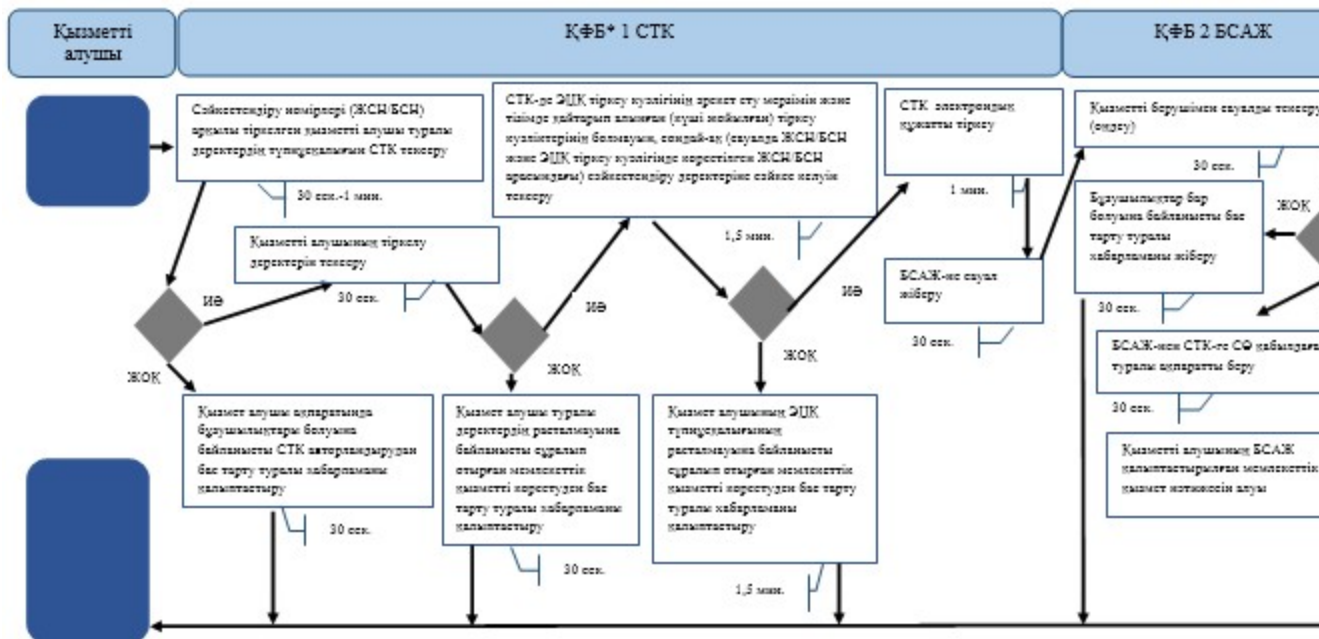 Қызметті
алушы
ҚФБ* 1 СТК
ҚФБ 2 БСАЖ
Сәйкестендіру нөмірлері (ЖСН/БСН)
арқылы тіркелген қызметті алушы туралы
деректердің түпнұсқалығын СТК тексеру
30 сек.-1 мин.
СТК-де ЭЦҚ тіркеу куәлігінің әрекет ету мерзімін және
тізімде қайтарып алынған (күші жойылған) тіркеу
куәліктерінің болмауын, сондай-ақ (сауалда ЖСН/БСН
және ЭЦҚ тіркеу куәлігінде көрсетілген ЖСН/БСН
арасындағы) сәйкестендіру деректеріне сәйкес келуін
тексеру
1,5 мин.
СТК электрондық
құжатты тіркеу
1 мин.
Қызметті берушімен сауалды тексеру
(өңдеу)
30 сек.
Қызметті алушының тіркелу
деректерін тексеру
30 сек.
БСАЖ-не сауал
жіберу
30 сек.
Бұзушылықтар бар
болуына байланысты бас
тарту туралы
хабарламаны жіберу
30 сек.
ЖОҚ
ИӘ
ИӘ
ИӘ
ЖОҚ
ЖОҚ
ЖОҚ
БСАЖ-нен СТК-ге СӨ
туралы ақпаратты беру
30 сек.
Қызмет алушы ақпаратында
бұзушылықтары болуына
байланысты СТК авторландырудан
бас тарту туралы хабарламаны
қалыптастыру
30 сек.
Қызмет алушы туралы
деректердің расталмауына
байланысты сұралып
отырған мемлекеттік
қызметті көрсетуден бас
тарту туралы хабарламаны
қалыптастыру
30 сек.
Қызмет алушының ЭЦҚ
түпнұсқалығының
расталмауына байланысты
сұралып отырған мемлекеттік
қызметті көрсетуден бас тарту
туралы хабарламаны
қалыптастыру
1,5 мин.
Қызметті алушының БСАЖ
қалыптастырылған мемлекеттік
қызмет нәтижесін алуы